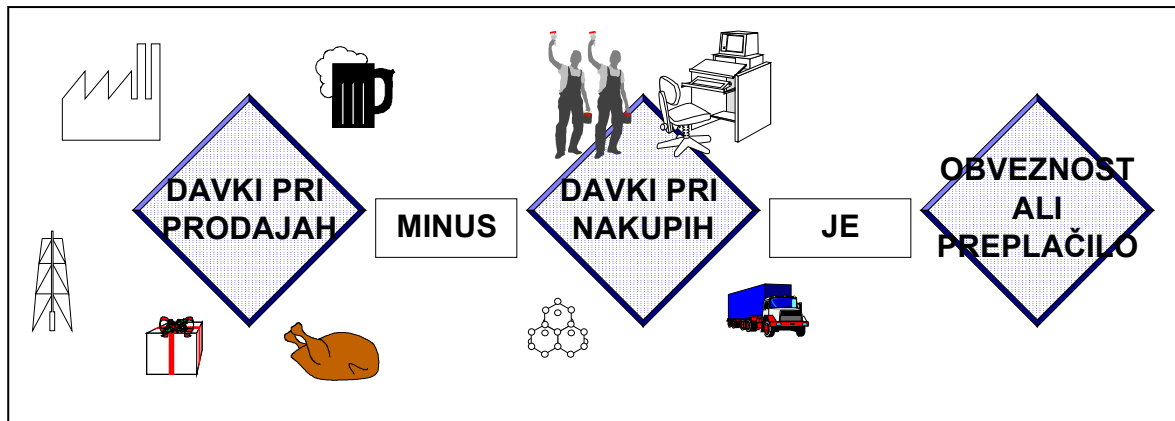 DAVKI PRI
PRODAJAH
MINUS
DAVKI PRI
NAKUPIH
JE
OBVEZNOST
ALI
PREPLAČILO